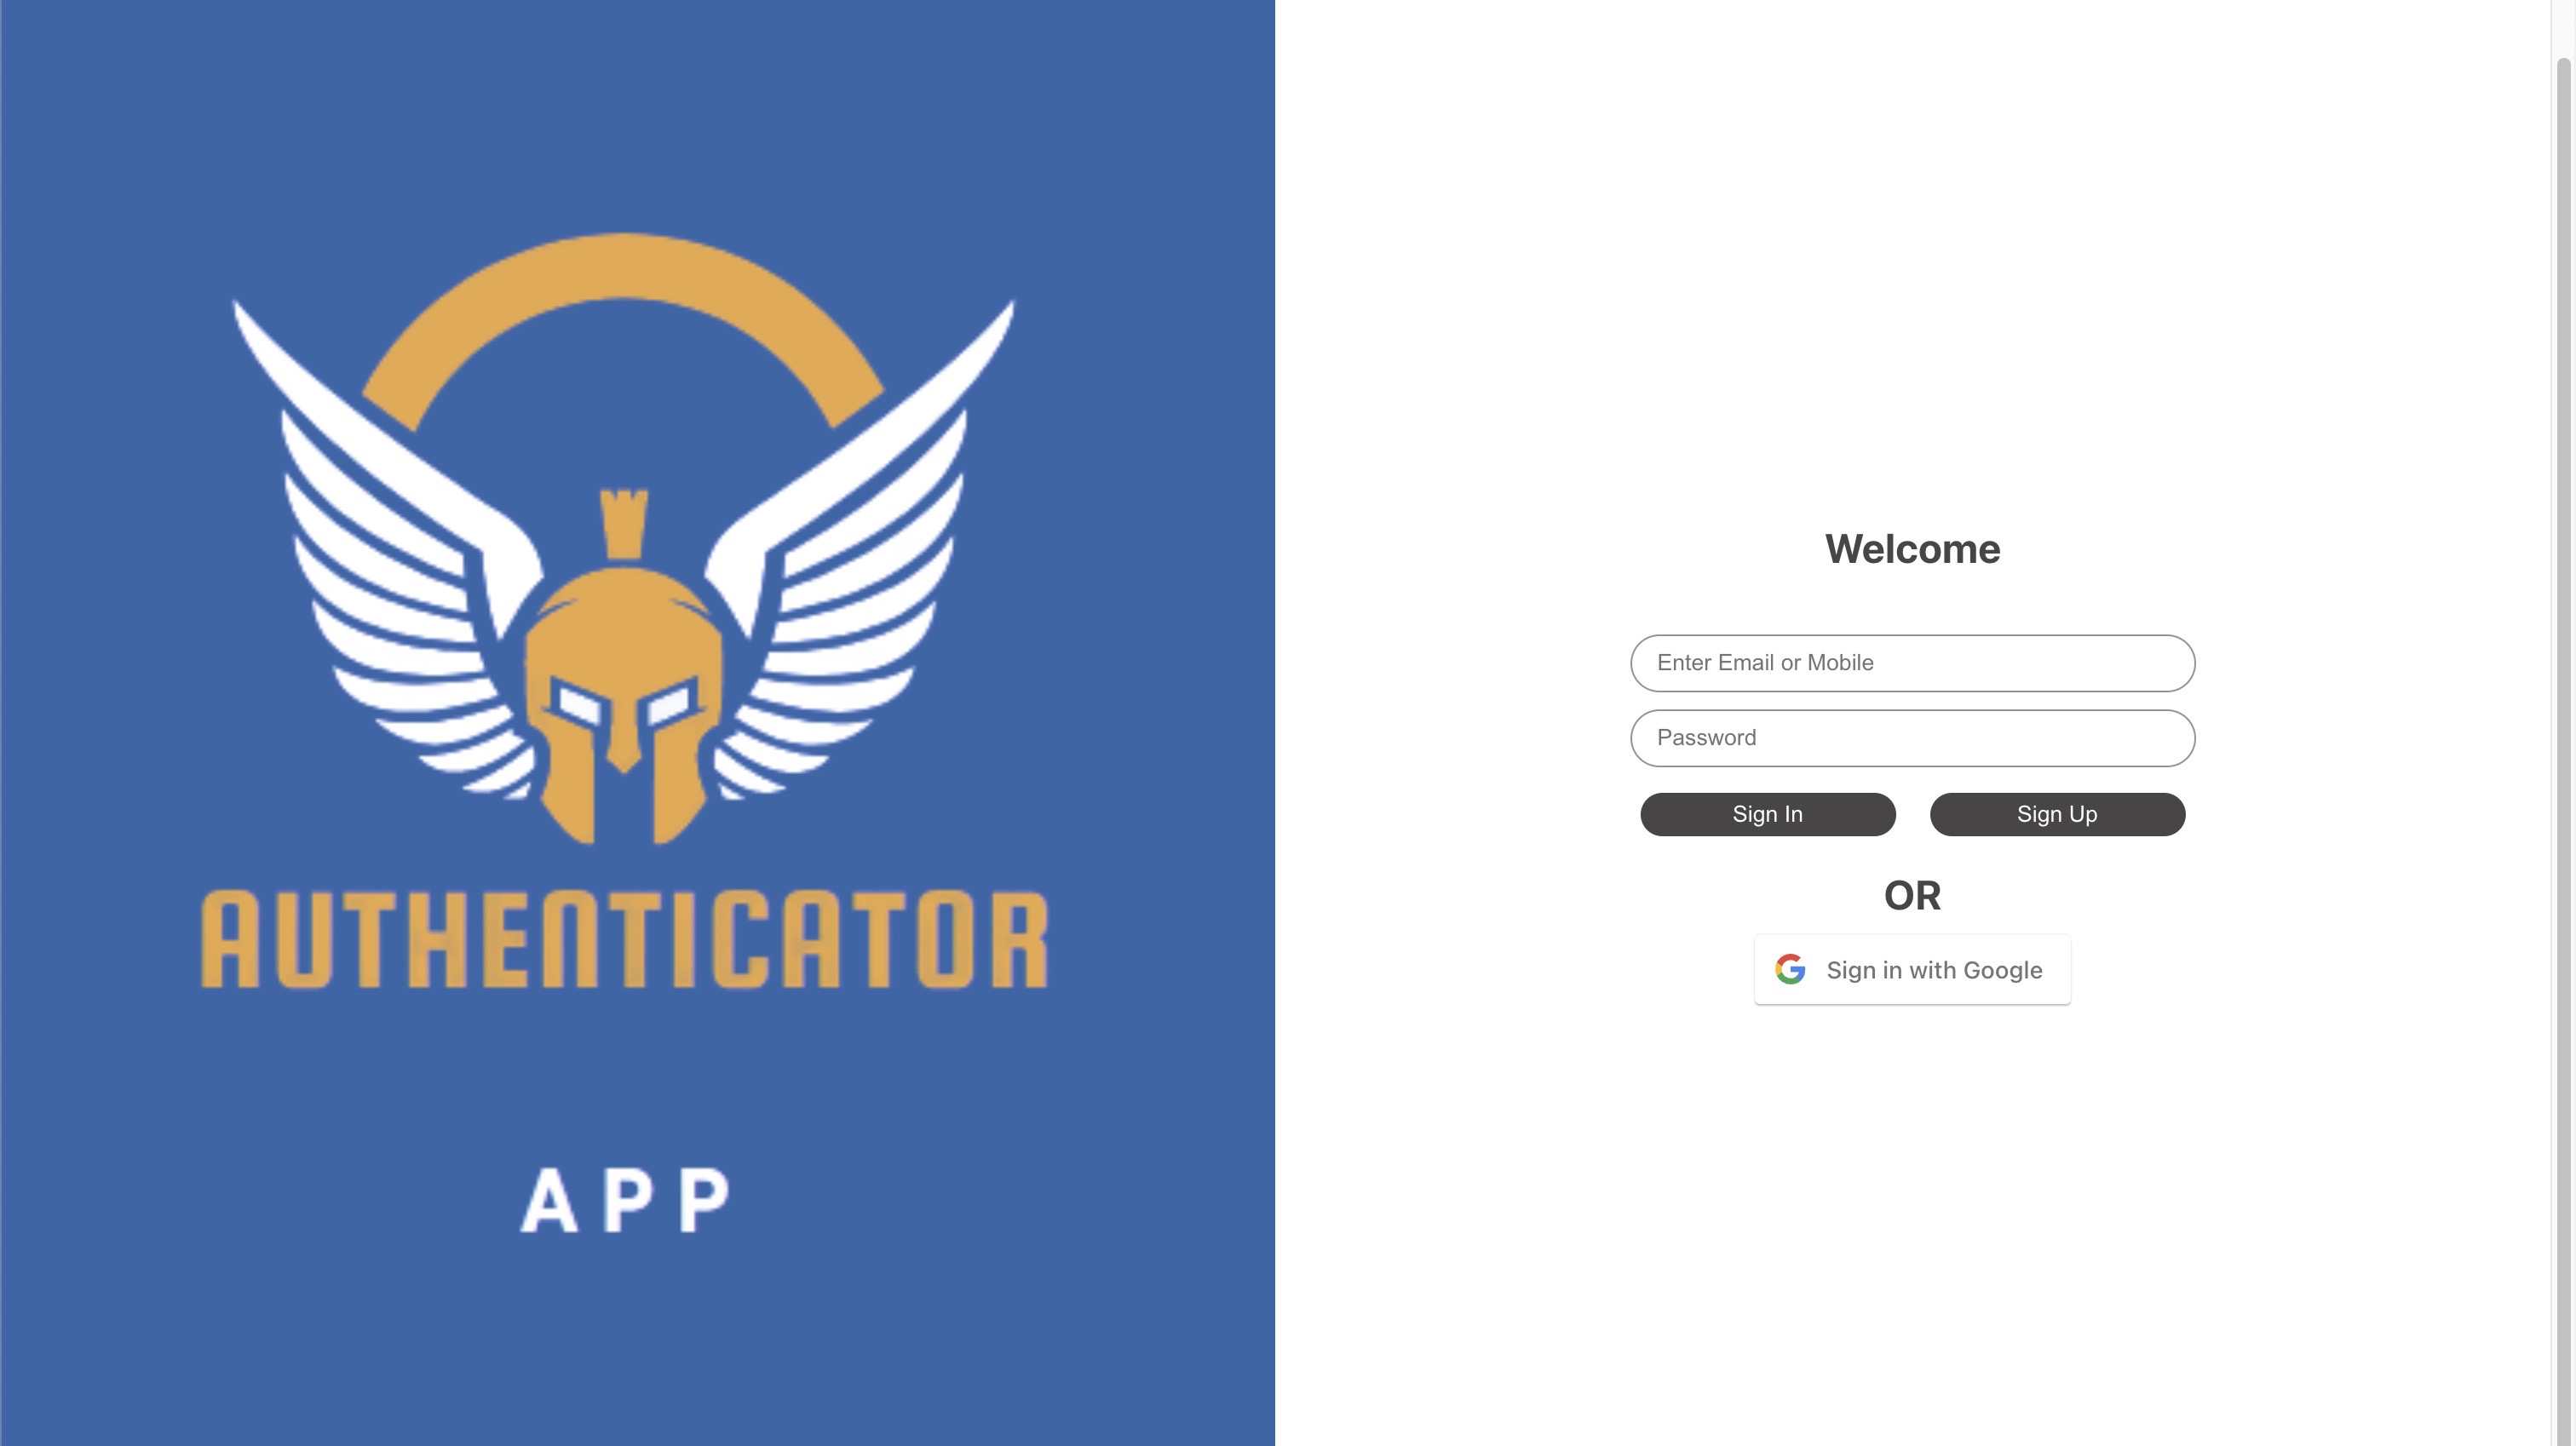 AUTHENTICATOR
APP
Welcome
Enter Email or Mobile
Password
Sign In
Sign Up
OR
Sign in with Google